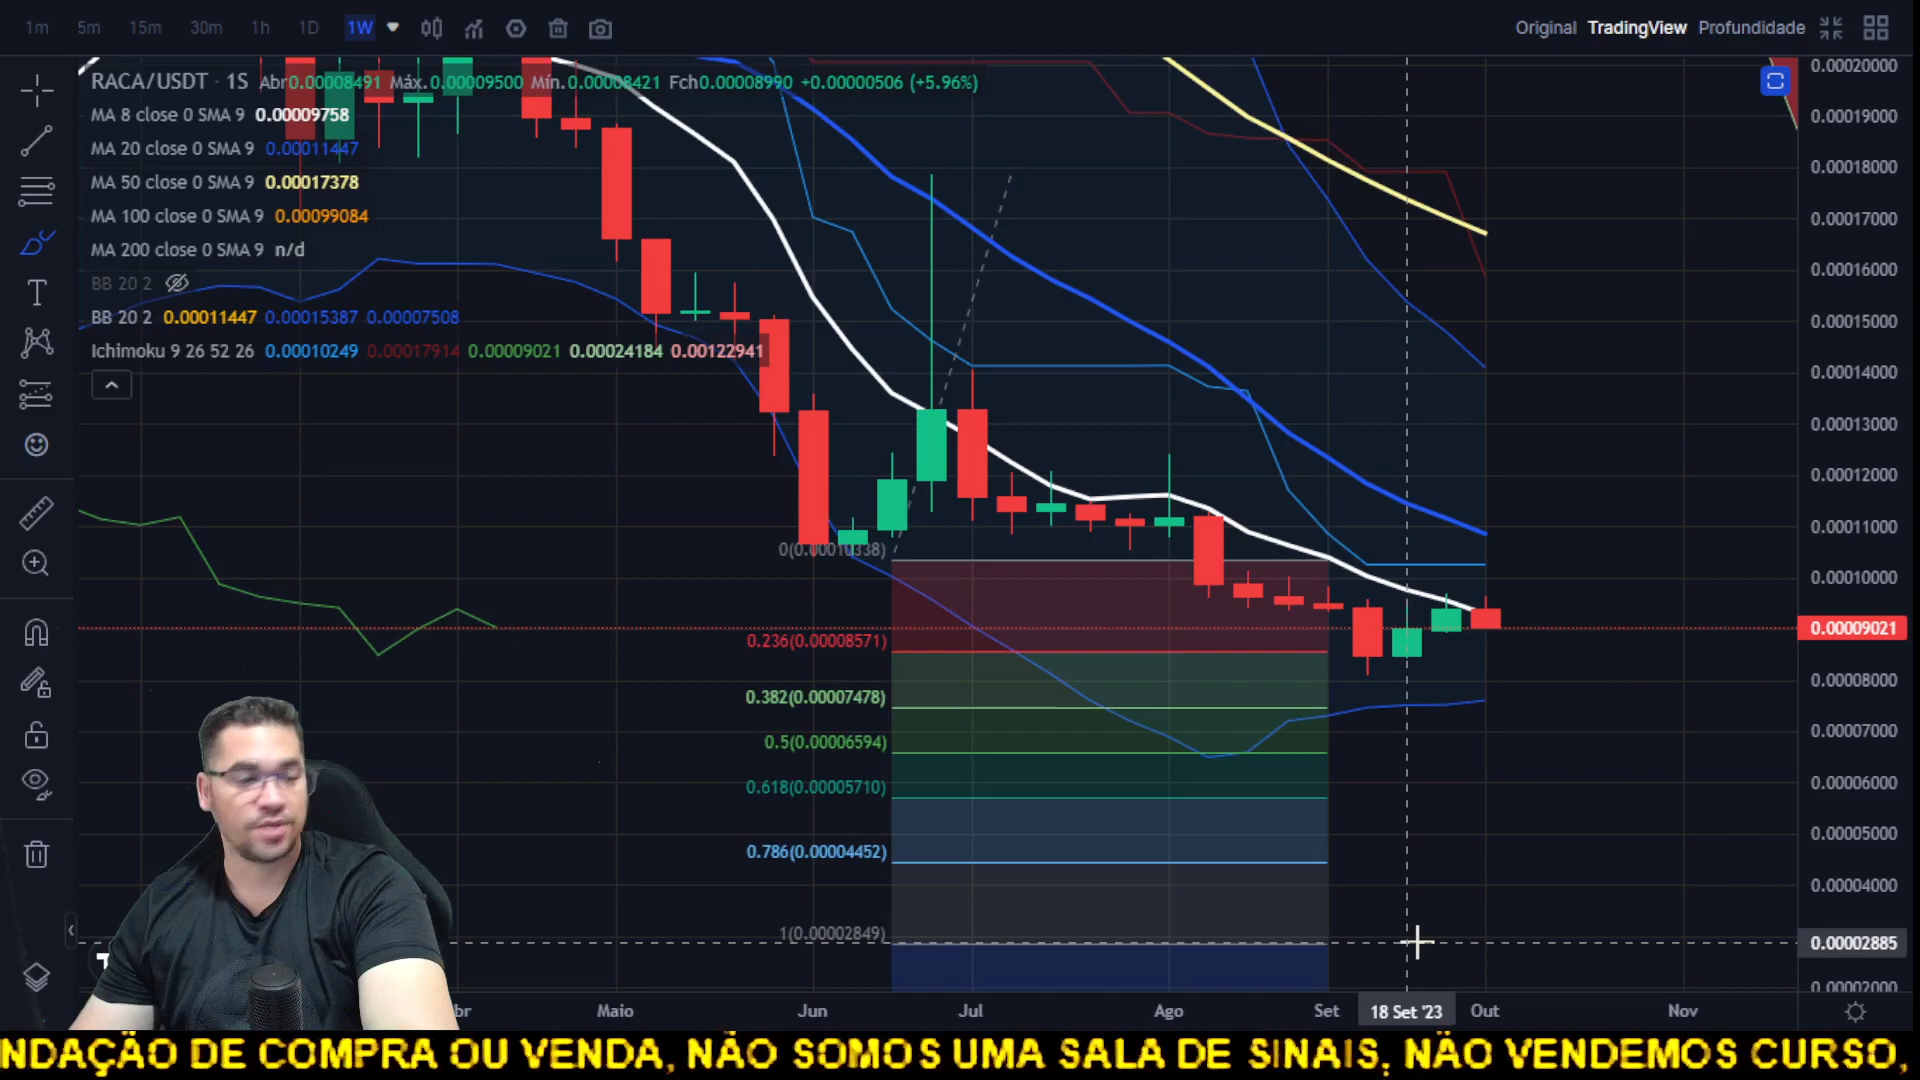 1m 5m 15m 30m 1h 1D 1W
Original TradingView Profundidade
RACA/USDT · 1S Abr0.00008491 Máx.0.00009500 Mín.0.00008421 Fch0.00008990 +0.00000506 (+5.96%)
MA 8 close 0 SMA 9 0.00009758
MA 20 close 0 SMA 9 0.00011447
MA 50 close 0 SMA 9 0.00017378
MA 100 close 0 SMA 9 0.00099084
MA 200 close 0 SMA 9 n/d
BB 20 2
BB 20 2 0.00011447 0.00015387 0.00007508
Ichimoku 9 26 52 26 0.00010249 0.00017914 0.00009021 0.00024184 0.00122941
0.00020000
0.00019000
0.00018000
0.00017000
0.00016000
0.00015000
0.00014000
0.00013000
0.00012000
0.00011000
0.00010000
0.00009021
0.00008000
0.00007000
0.00006000
0.00005000
0.00004000
0.00002885
0.00002000
0(0.00010338)
0.236(0.00008571)
0.382(0.00007478)
0.5(0.00006594)
0.618(0.00005710)
0.786(0.00004452)
1(0.00002849)
br Maio Jun Jul Ago Set 18 Set '23 Out Nov
NDAÇÃO DE COMPRA OU VENDA, NÃO SOMOS UMA SALA DE SINAIS, NÃO VENDEMOS CURSO,